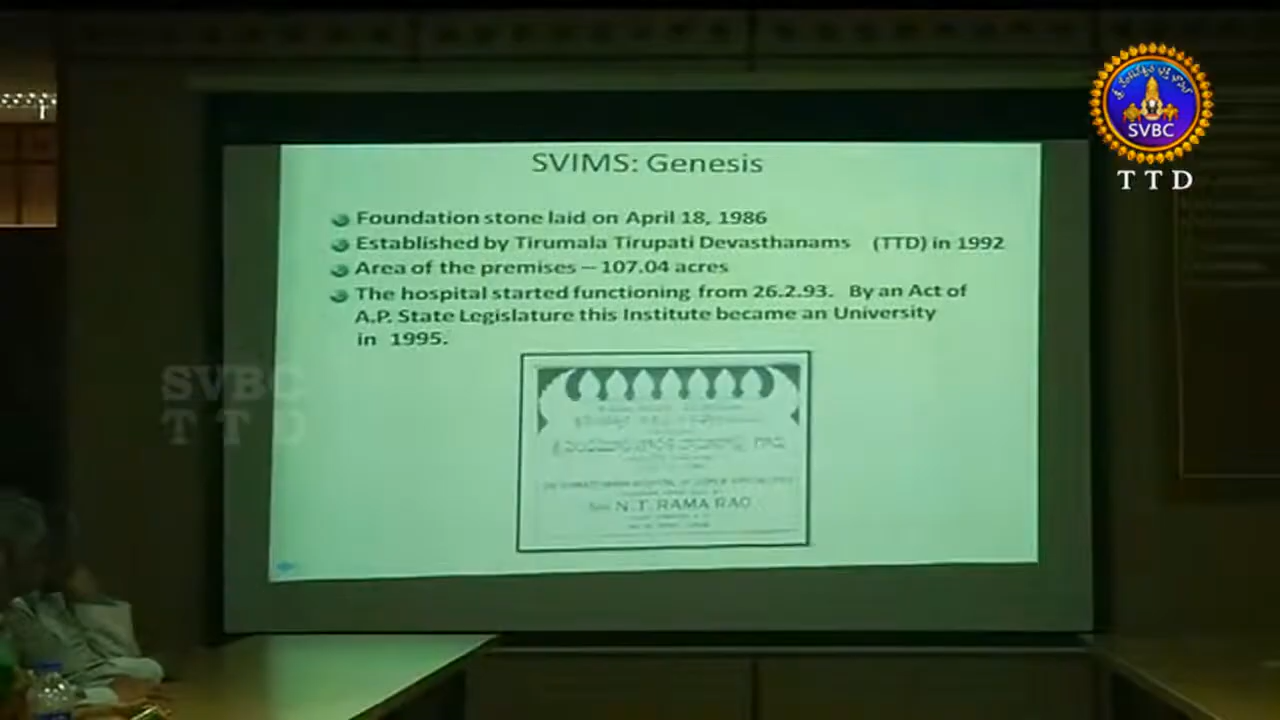 SVIMS: Genesis
Foundation stone laid on April 18, 1986
Established by Tirumala Tirupati Devasthanams (TTD) in 1992
Area of the premises – 107.04 acres
The hospital started functioning from 26.2.93. By an Act of
A.P. State Legislature this Institute became an University
in 1995.
N.T. RAMA RAO
SVBC
TTD
SVBC
TTD